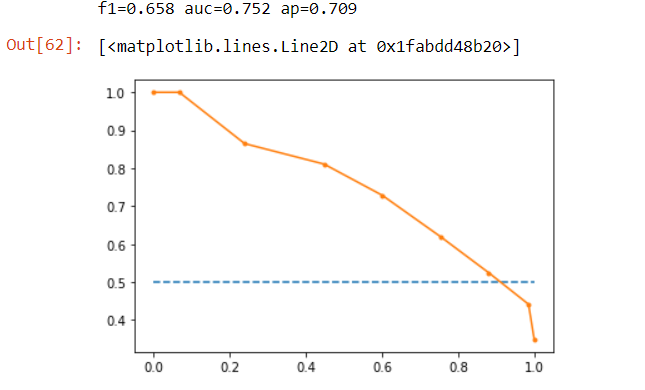 f1=0.658 auc=0.752 ap=0.709
Out[62]: [<matplotlib.lines.Line2D at 0x1fabdd48b20>]
1.0
0.9
0.8
0.7
0.6
0.5
0.4
0.0 0.2 0.4 0.6 0.8 1.0